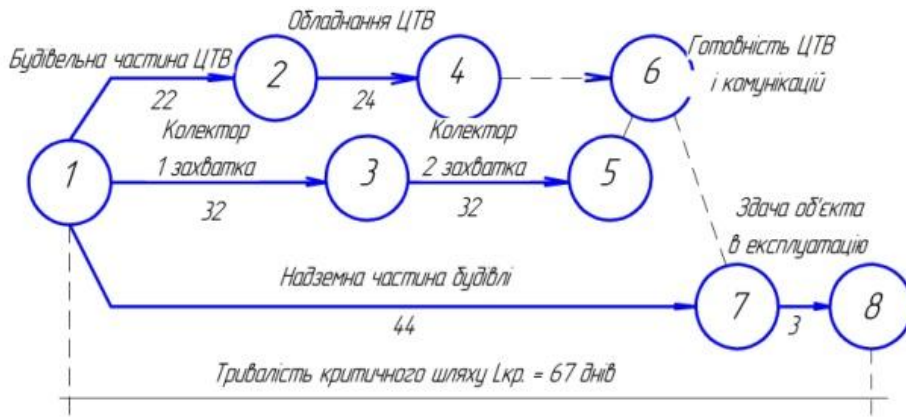 Обладнання ЦТВ
Будівельна частина ЦТВ
2
4
6
Готовність ЦТВ
і комунікацій
22
24
Колектор
Колектор
1
1 захватка
3
2 захватка
5
32
32
Здача об'єкта
в експлуатацію
Надземна частина будівлі
7
8
44
3
Тривалість критичного шляху Lкр. = 67 днів